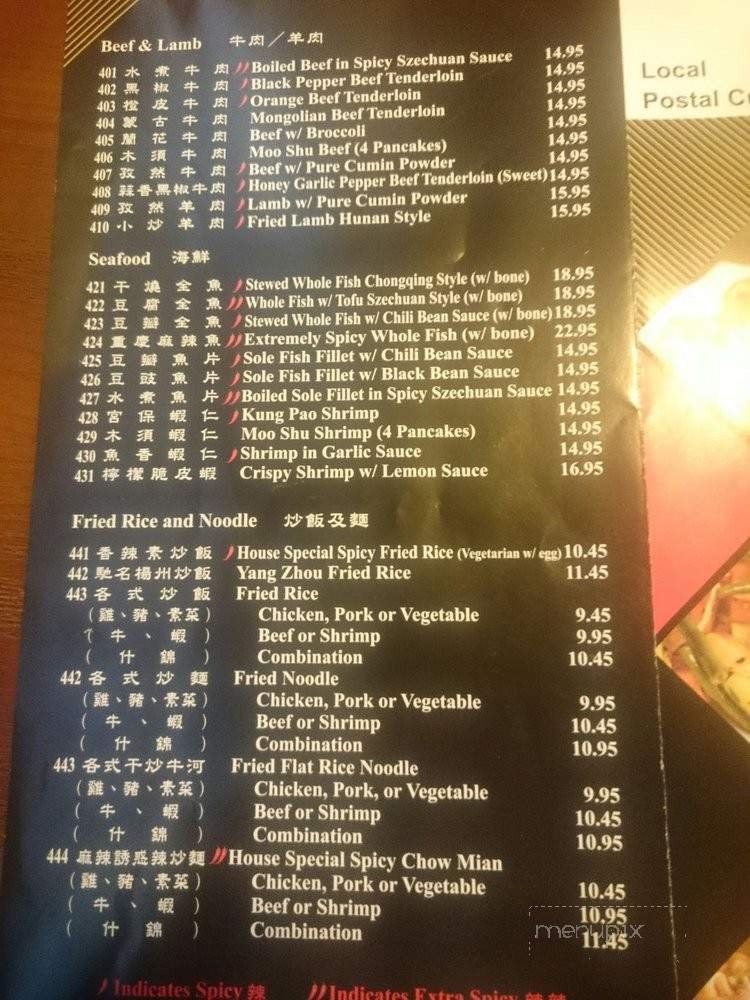 Beef & Lamb 牛肉/羊肉
401 水煮牛肉 Boiled Beef in Spicy Szechuan Sauce 14.95
402 黑椒牛肉 Black Pepper Beef Tenderloin 14.95
403 橙皮牛肉 Orange Beef Tenderloin 14.95
404 蒙古牛肉 Mongolian Beef Tenderloin 14.95
405 蘭花牛肉 Beef w/ Broccoli 14.95
406 木須牛肉 Moo Shu Beef (4 Pancakes) 14.95
407 孜然牛肉 Beef w/ Pure Cumin Powder 14.95
408 蒜香黑椒牛肉 Honey Garlic Pepper Beef Tenderloin (Sweet) 14.95
409 孜然羊肉 Lamb w/ Pure Cumin Powder 15.95
410 小炒羊肉 Fried Lamb Hunan Style 15.95
Seafood 海鮮
421 干燒全魚 Stewed Whole Fish Chongqing Style (w/ bone) 18.95
422 豆腐全魚 Whole Fish w/ Tofu Szechuan Style (w/ bone) 18.95
423 豆瓣全魚 Stewed Whole Fish w/ Chili Bean Sauce (w/ bone) 18.95
424 重慶麻辣魚 Extremely Spicy Whole Fish (w/ bone) 22.95
425 豆瓣魚片 Sole Fish Fillet w/ Chili Bean Sauce 14.95
426 豆豉魚片 Sole Fish Fillet w/ Black Bean Sauce 14.95
427 水煮魚片 Boiled Sole Fillet in Spicy Szechuan Sauce 14.95
428 宮保蝦仁 Kung Pao Shrimp 14.95
429 木須蝦仁 Moo Shu Shrimp (4 Pancakes) 14.95
430 魚香蝦仁 Shrimp in Garlic Sauce 14.95
431 檸檬脆皮蝦 Crispy Shrimp w/ Lemon Sauce 16.95
Fried Rice and Noodle 炒飯及麵
441 香辣素炒飯 House Special Spicy Fried Rice (Vegetarian w/ egg) 10.45
442 馳名楊州炒飯 Yang Zhou Fried Rice 11.45
443 各式炒飯 Fried Rice
(雞、豬、素菜) Chicken, Pork or Vegetable 9.45
(牛、蝦) Beef or Shrimp 9.95
(什錦) Combination 10.45
442 各式炒麵 Fried Noodle
(雞、豬、素菜) Chicken, Pork or Vegetable 9.95
(牛、蝦) Beef or Shrimp 10.45
(什錦) Combination 10.95
443 各式干炒牛河 Fried Flat Rice Noodle
(雞、豬、素菜) Chicken, Pork, or Vegetable 9.95
(牛、蝦) Beef or Shrimp 10.45
(什錦) Combination 10.95
444 麻辣誘惑辣炒麵 House Special Spicy Chow Mian
(雞、豬、素菜) Chicken, Pork or Vegetable 10.45
(牛、蝦) Beef or Shrimp 10.95
(什錦) Combination 11.45
Indicates Spicy 辣 Indicates Extra Spicy 辣辣
Local
Postal
menupix